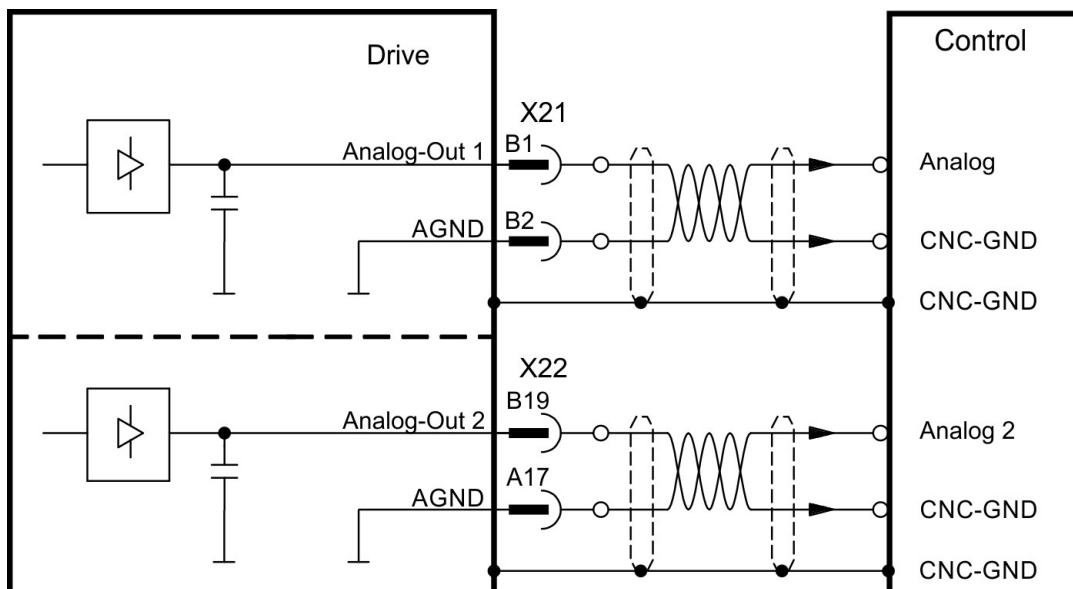 Drive
Control
X21
Analog-Out 1
B1
Analog
AGND
B2
CNC-GND
CNC-GND
X22
Analog-Out 2
B19
Analog 2
AGND
A17
CNC-GND
CNC-GND